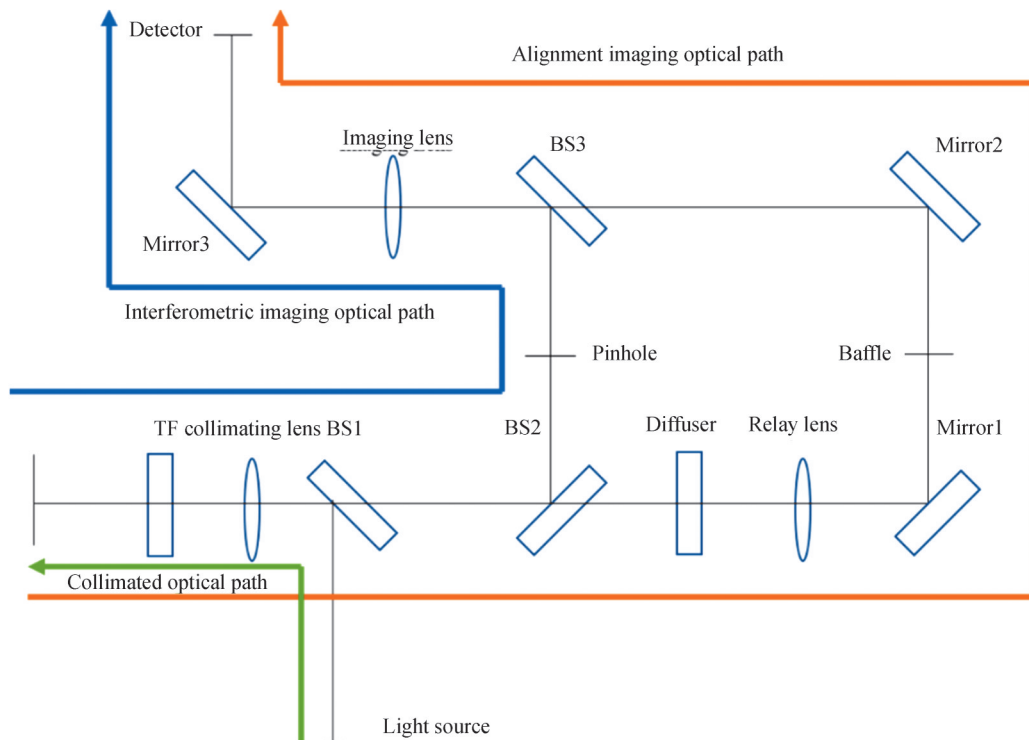 Detector
Alignment imaging optical path
Imaging lens
BS3
Mirror2
Mirror3
Interferometric imaging optical path
Pinhole
Baffle
TF collimating lens BS1
BS2
Diffuser
Relay lens
Mirror1
Collimated optical path
Light source